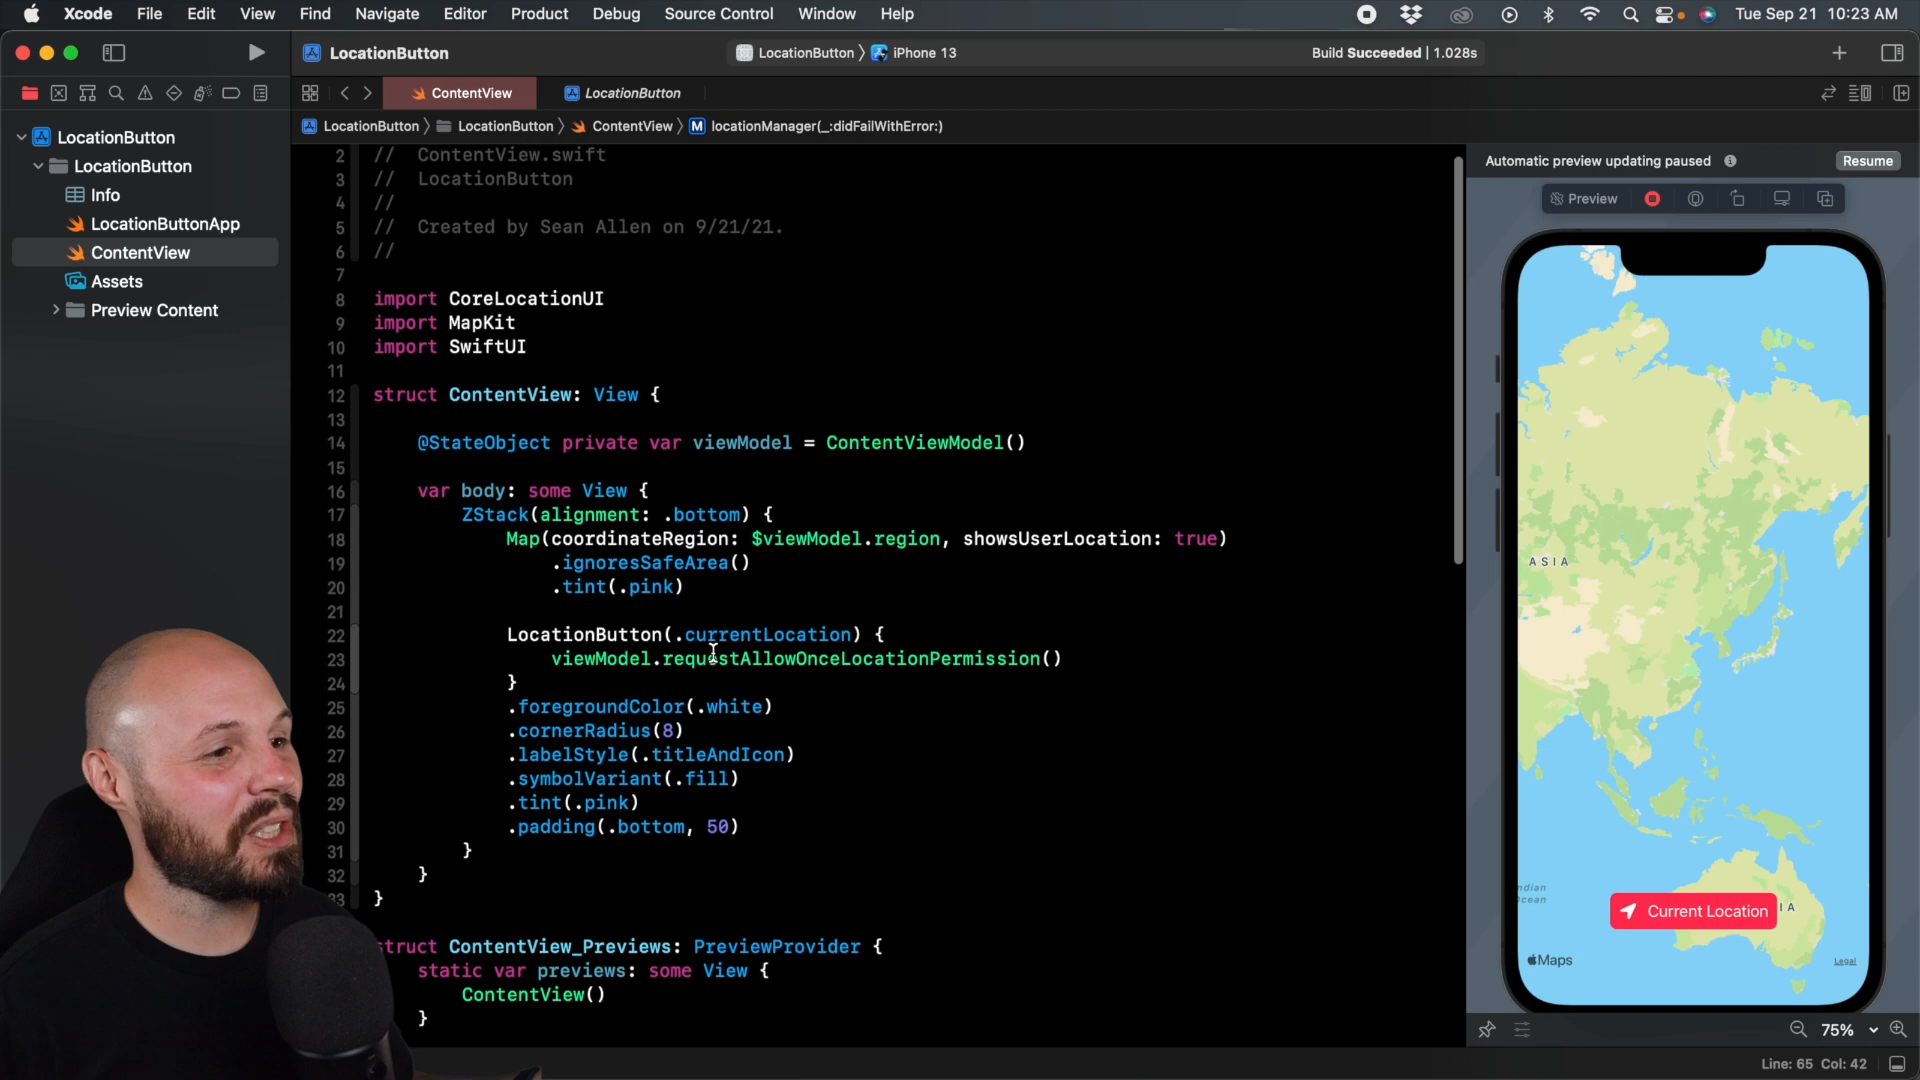 Xcode File Edit View Find Navigate Editor Product Debug Source Control Window Help Tue Sep 21 10:23 AM
LocationButton LocationButton 〉 iPhone 13 Build Succeeded | 1.028s
ContentView LocationButton
LocationButton 〉 LocationButton 〉 ContentView 〉 M locationManager(_:didFailWithError:)
LocationButton
LocationButton
Info
LocationButtonApp
ContentView
Assets
Preview Content
2 // ContentView.swift
3 // LocationButton
4 //
5 // Created by Sean Allen on 9/21/21.
6 //
7
8 import CoreLocationUI
9 import MapKit
10 import SwiftUI
11
12 struct ContentView: View {
13
14 @StateObject private var viewModel = ContentViewModel()
15
16 var body: some View {
17 ZStack(alignment: .bottom) {
18 Map(coordinateRegion: $viewModel.region, showsUserLocation: true)
19 .ignoresSafeArea()
20 .tint(.pink)
21
22 LocationButton(.currentLocation) {
23 viewModel.requestAllowOnceLocationPermission()
24 }
25 .foregroundColor(.white)
26 .cornerRadius(8)
27 .labelStyle(.titleAndIcon)
28 .symbolVariant(.fill)
29 .tint(.pink)
30 .padding(.bottom, 50)
31 }
32 }
33 }
struct ContentView_Previews: PreviewProvider {
static var previews: some View {
ContentView()
}
Automatic preview updating paused Resume
Preview
ASIA
Current Location
Maps
Legal
75%
Line: 65 Col: 42